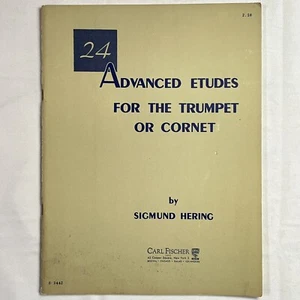 24
ADVANCED ETUDES
FOR THE TRUMPET
OR CORNET
by
SIGMUND HERING
CARL FISCHER